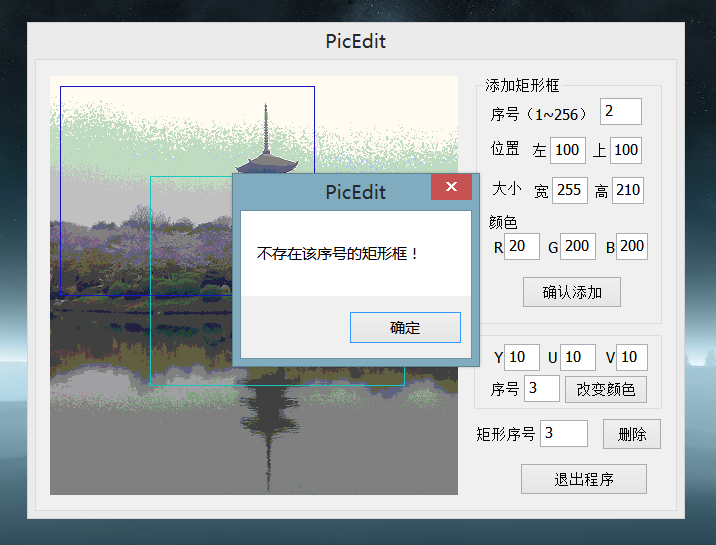 PicEdit
添加矩形框
序号（1~256） 2
位置 左 100 上 100
大小 宽 255 高 210
颜色
R 20 G 200 B 200
确认添加
PicEdit
不存在该序号的矩形框！
确定
Y 10 U 10 V 10
序号 3 改变颜色
矩形序号 3 删除
退出程序